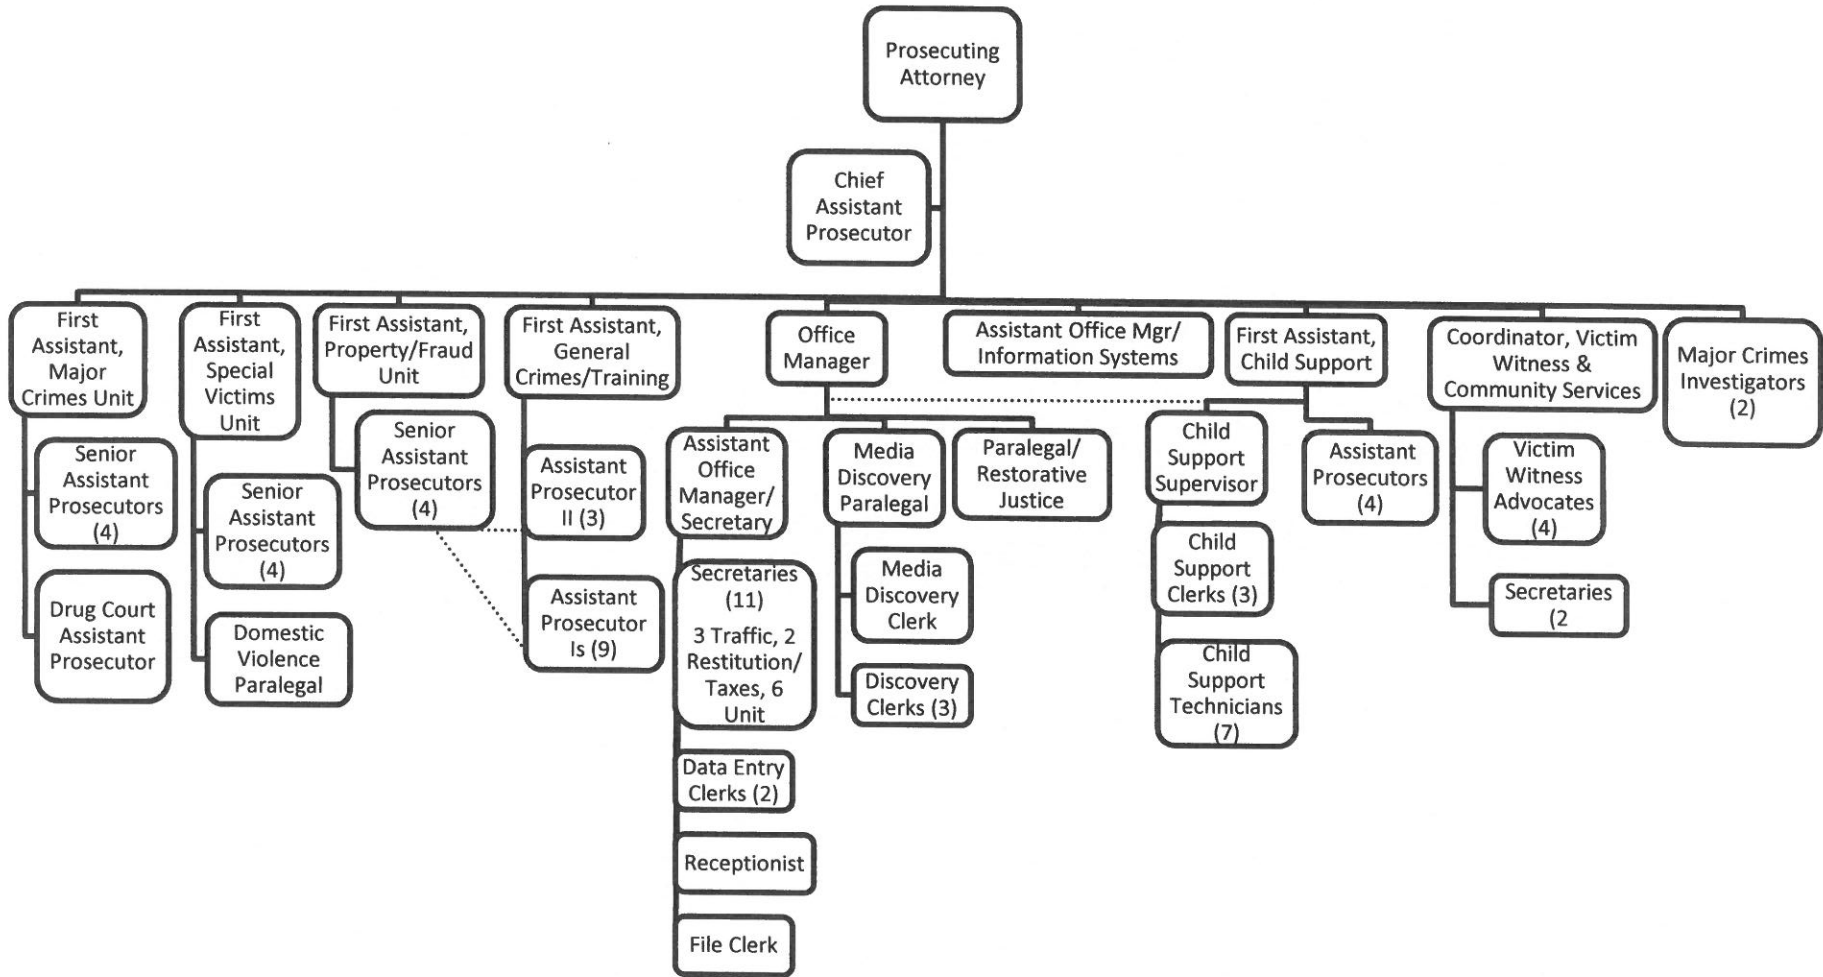 Prosecuting
Attorney
Chief
Assistant
Prosecutor
First
Assistant,
Major
Crimes Unit
First
Assistant,
Special
Victims
Unit
First Assistant,
Property/Fraud
Unit
First Assistant,
General
Crimes/Training
Office
Manager
Assistant Office Mgr/
Information Systems
First Assistant,
Child Support
Coordinator, Victim
Witness &
Community Services
Major Crimes
Investigators
(2)
Senior
Assistant
Prosecutors
(4)
Drug Court
Assistant
Prosecutor
Senior
Assistant
Prosecutors
(4)
Domestic
Violence
Paralegal
Senior
Assistant
Prosecutors
(4)
Assistant
Prosecutor
II (3)
Assistant
Prosecutor
Is (9)
Assistant
Office
Manager/
Secretary
Secretaries
(11)
3 Traffic, 2
Restitution/
Taxes, 6
Unit
Data Entry
Clerks (2)
Receptionist
File Clerk
Media
Discovery
Paralegal
Media
Discovery
Clerk
Discovery
Clerks (3)
Paralegal/
Restorative
Justice
Child
Support
Supervisor
Child
Support
Clerks (3)
Child
Support
Technicians
(7)
Assistant
Prosecutors
(4)
Victim
Witness
Advocates
(4)
Secretaries
(2